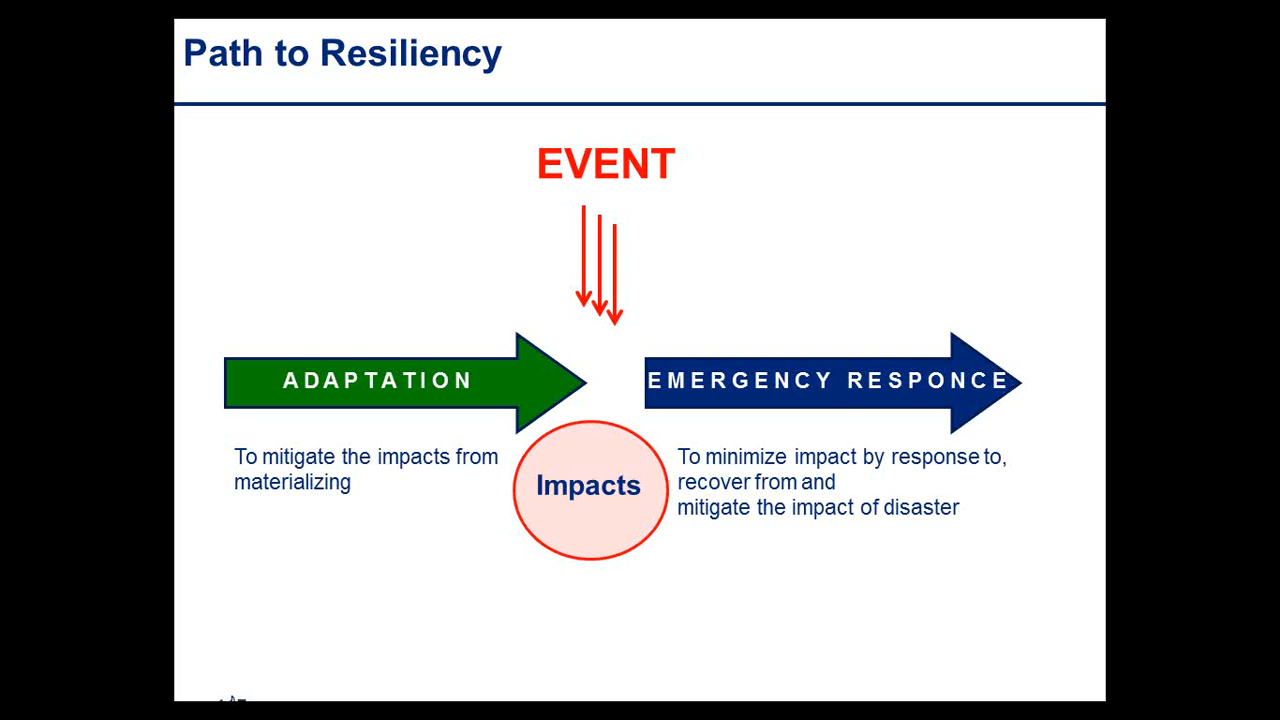 Path to Resiliency
EVENT
ADAPTATION
EMERGENCY RESPONCE
To mitigate the impacts from
materializing
Impacts
To minimize impact by response to,
recover from and
mitigate the impact of disaster